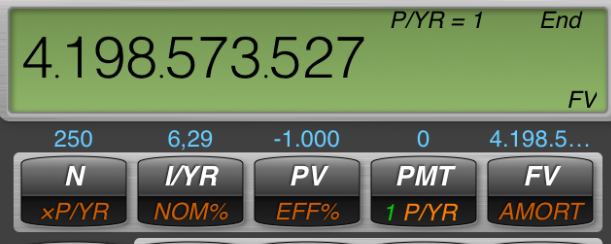 P/YR = 1 End
4.198.573.527
FV
250 6,29 -1.000 0 4.198.5...
N I/YR PV PMT FV
×P/YR NOM% EFF% 1 P/YR AMORT